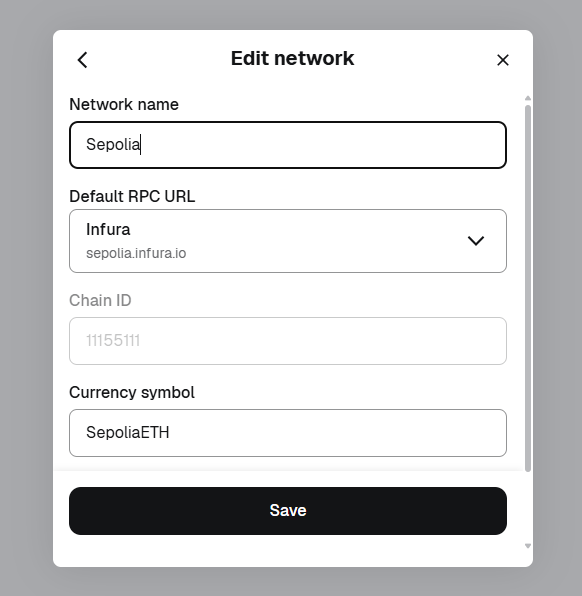 Edit network
Network name
Sepolia
Default RPC URL
Infura
sepolia.infura.io
Chain ID
11155111
Currency symbol
SepoliaETH
Save